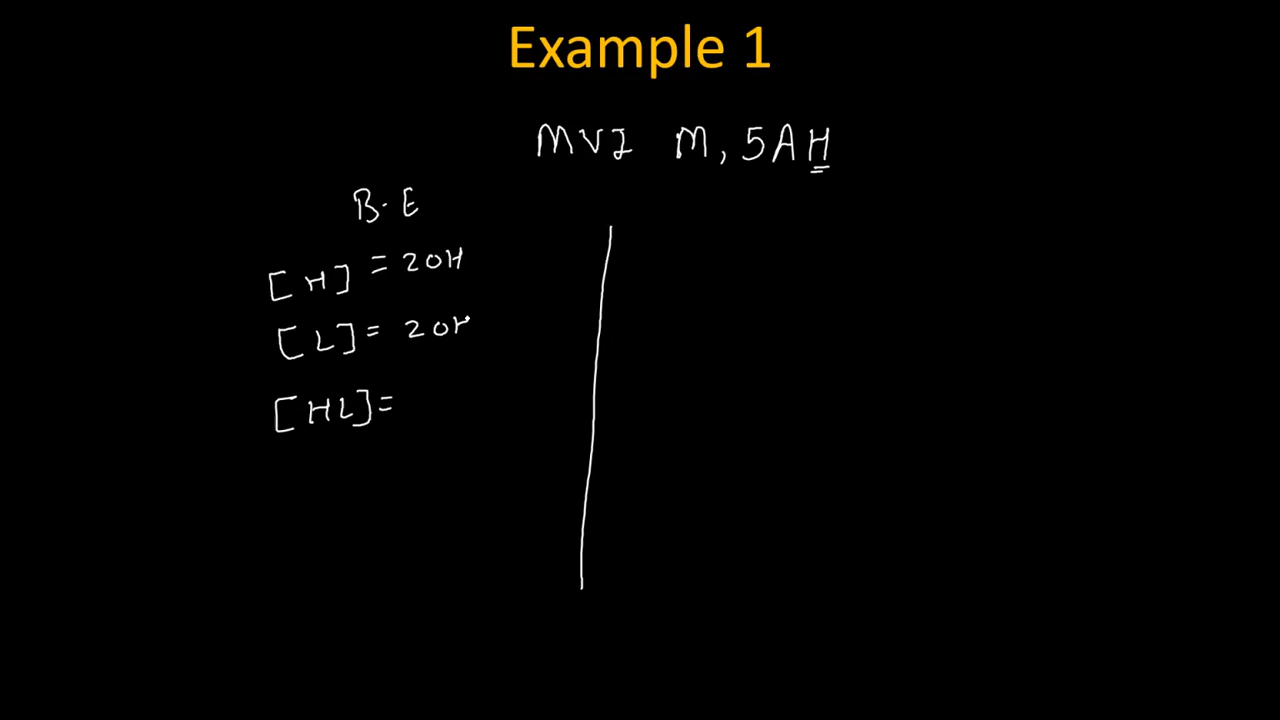 Example 1
MVI M, 5AH
B.E
[H] = 20H
[L] = 20H
[HL]=